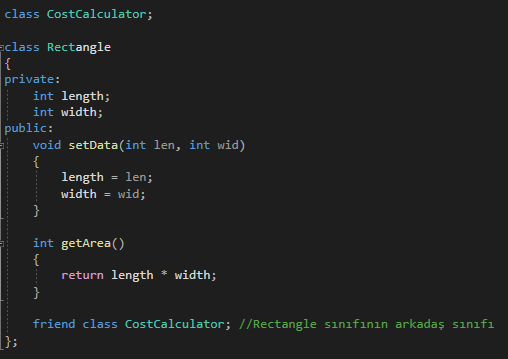 class CostCalculator;
class Rectangle
{
private:
int length;
int width;
public:
void setData(int len, int wid)
{
length = len;
width = wid;
}
int getArea()
{
return length * width;
}
friend class CostCalculator; //Rectangle sınıfının arkadaş sınıfı
};